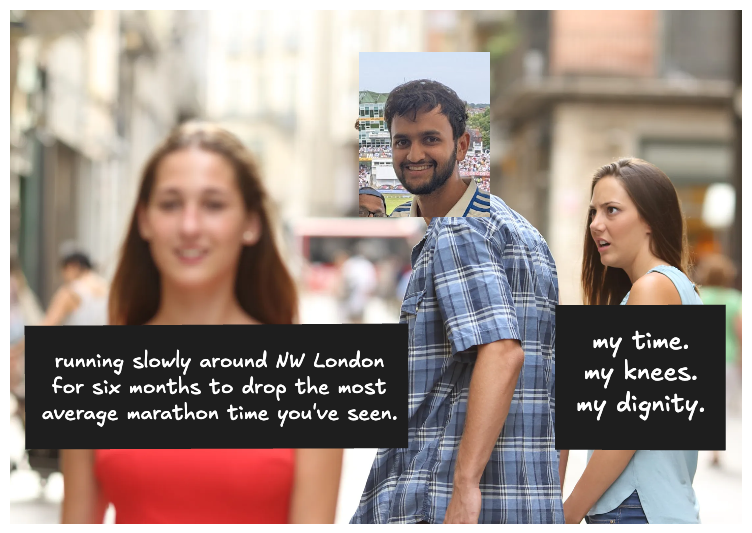 running slowly around NW London
for six months to drop the most
average marathon time you've seen.
my time.
my knees.
my dignity.